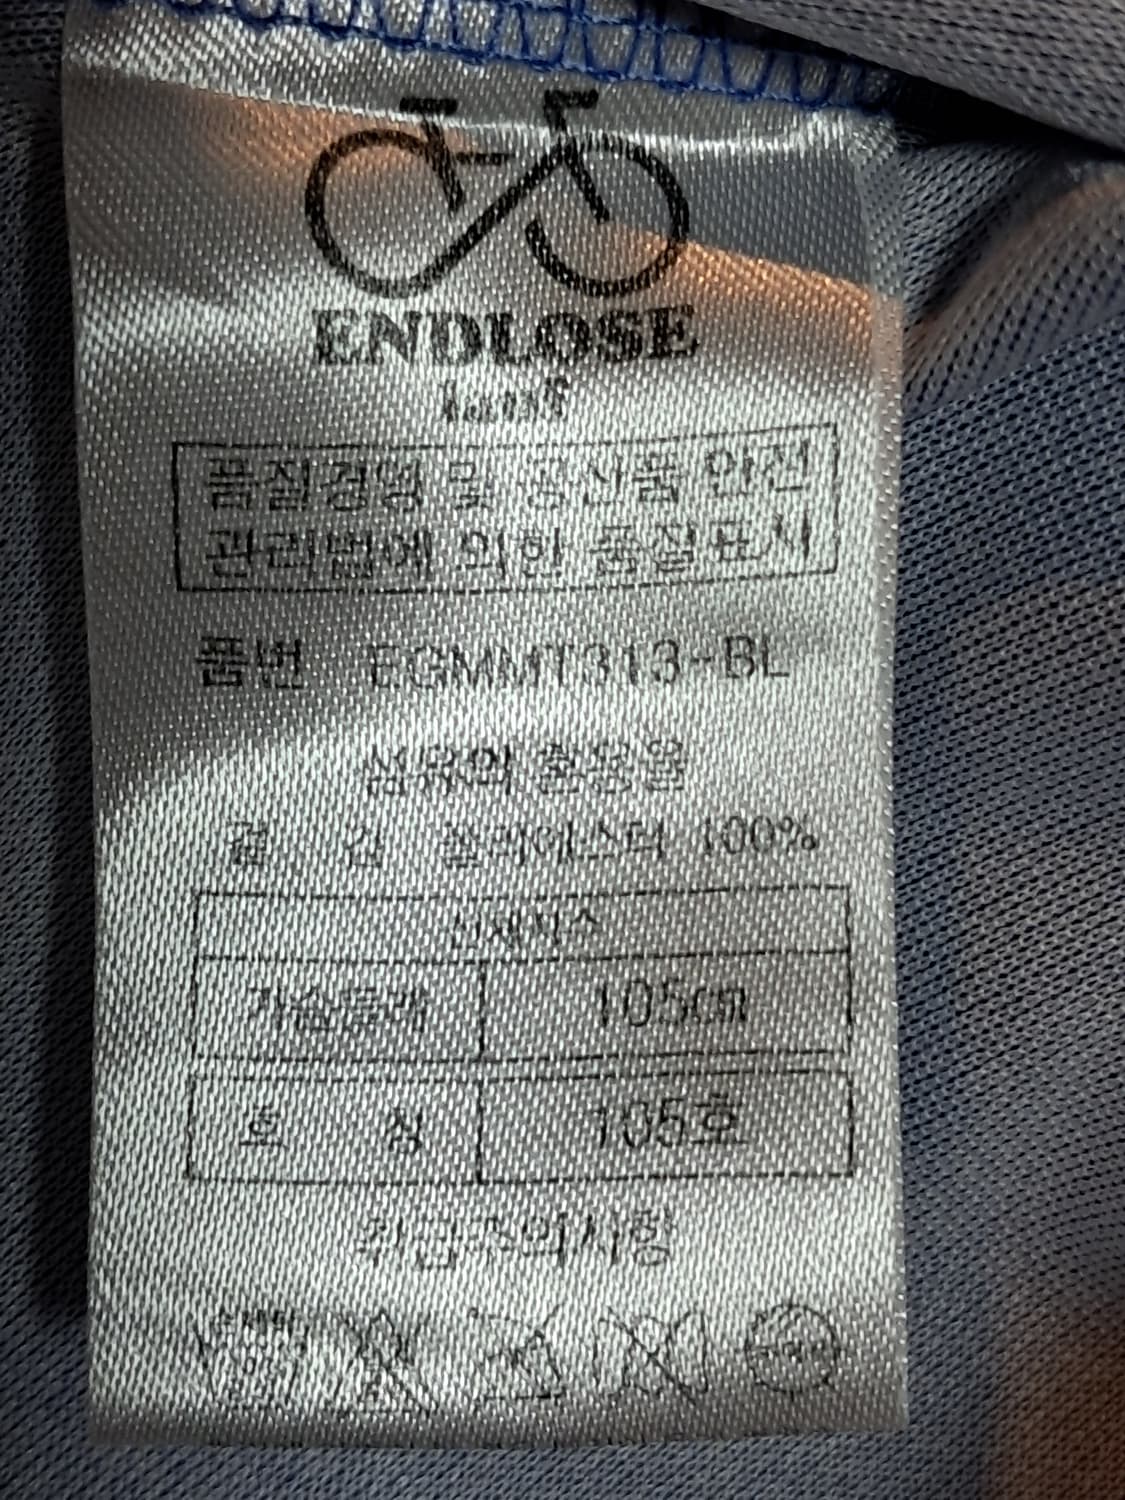 ENDLOSE
품질경영 및 공산품 안전
관리법에 의한 품질표시
품번 EGMMT313-BL
섬유의 혼용율
겉 감 폴리에스터 100%
신체치수
가슴둘레 105cm
호 칭 105호
취급주의사항